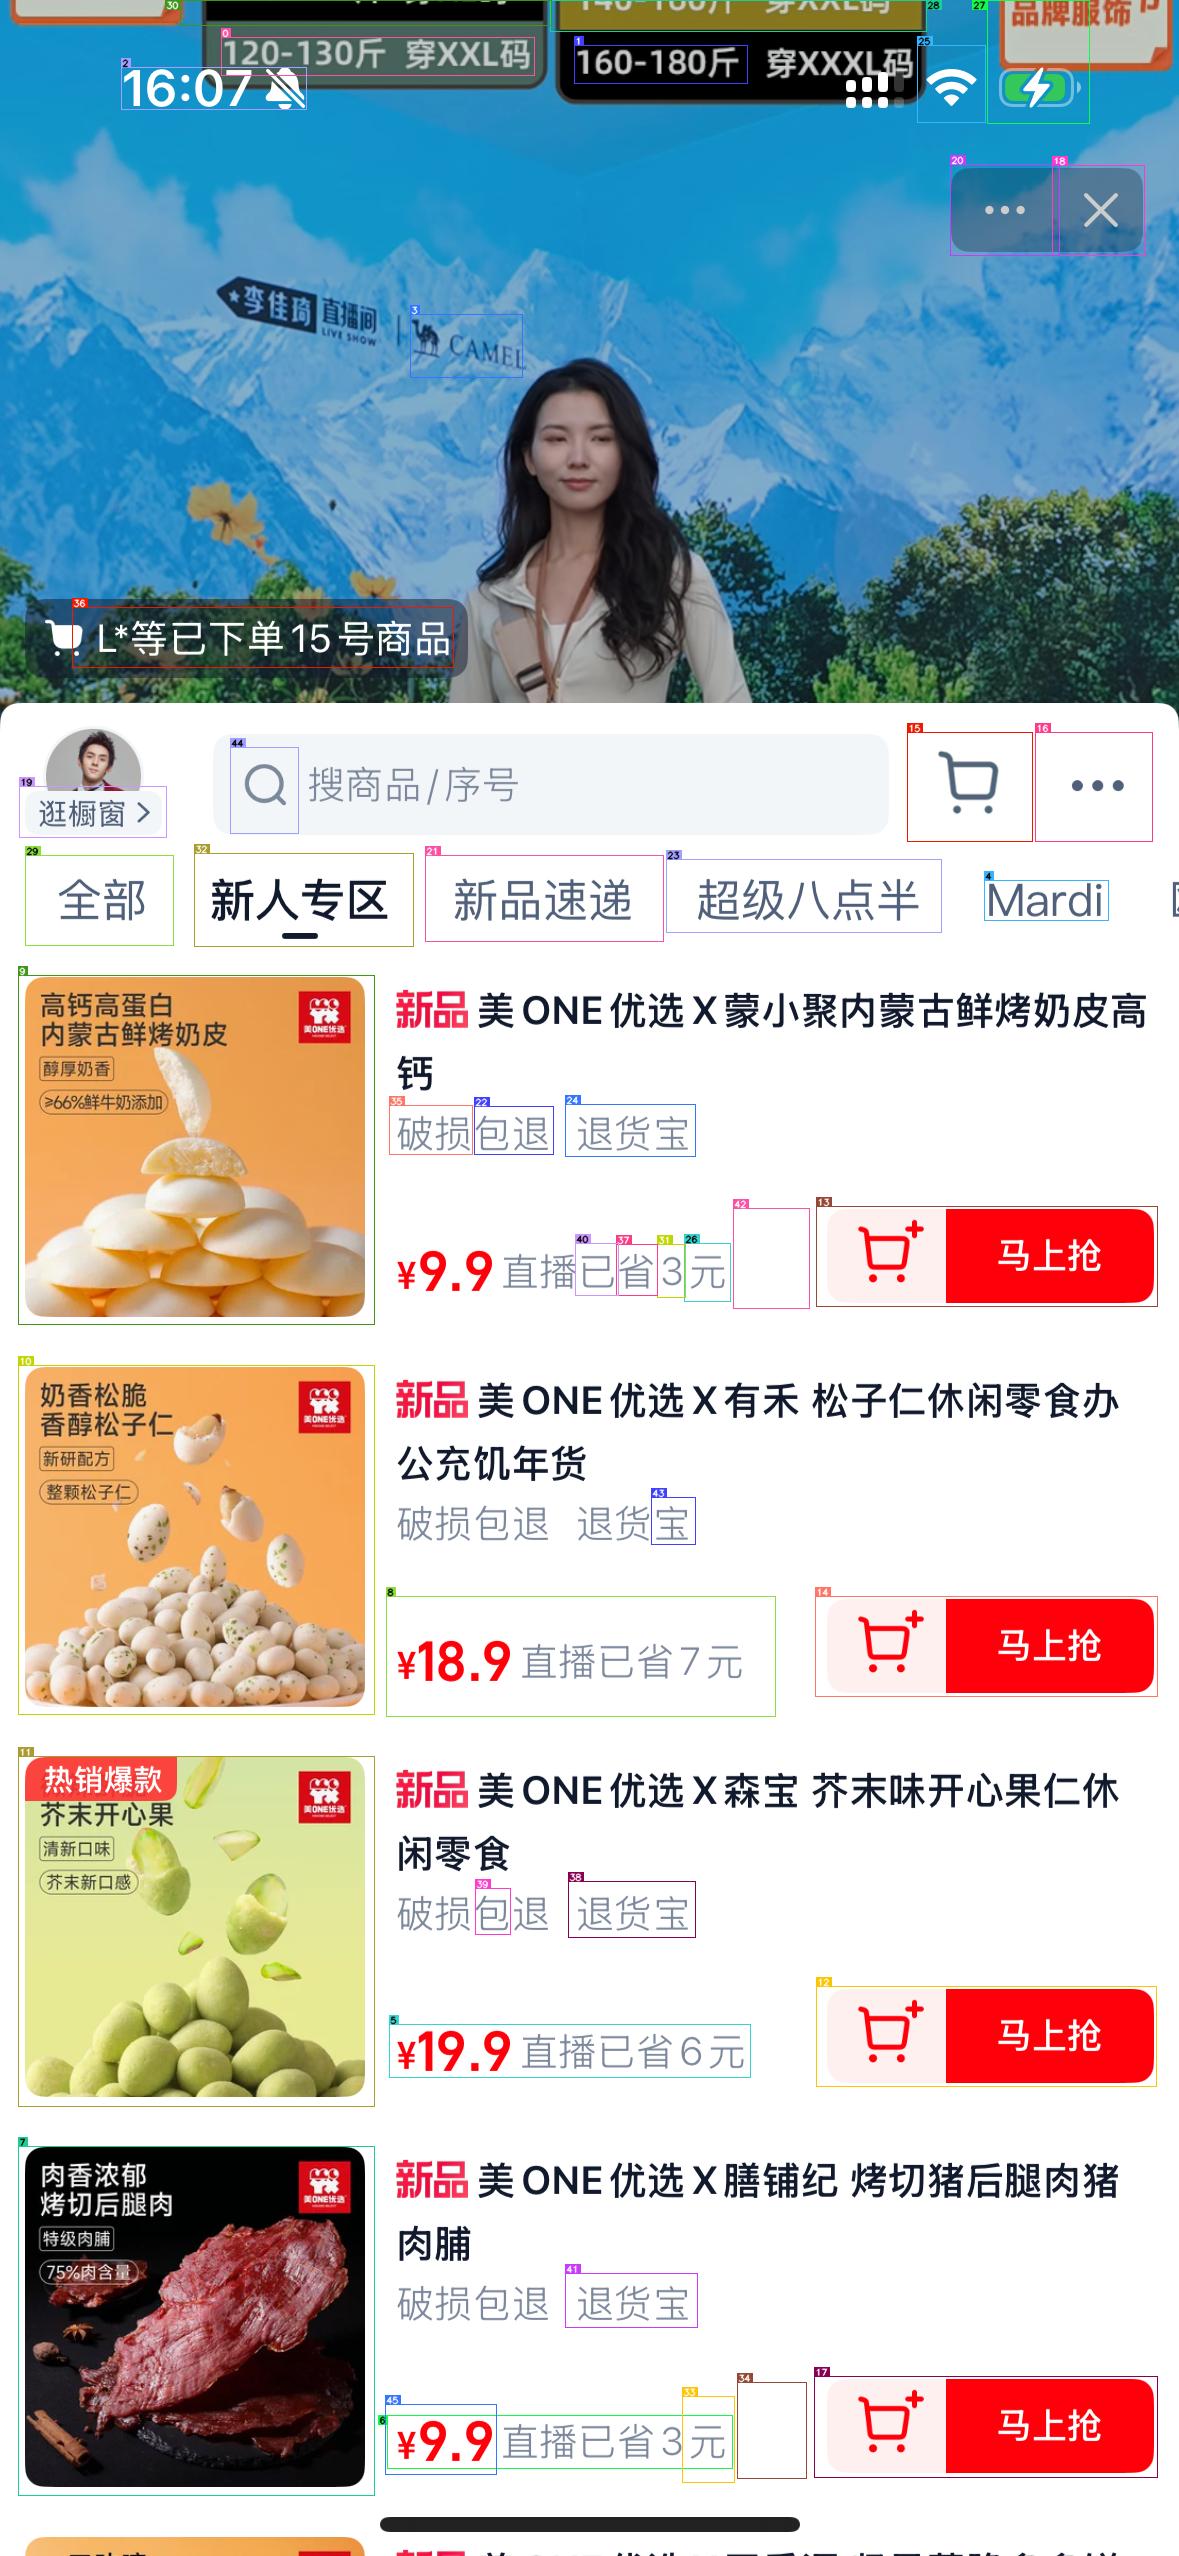 120-130斤 穿XXL码
160-180斤 穿XXXL码
品牌服饰
16:07
李佳琦 直播间
LIVE SHOW
CAMEL
L*等已下单15号商品
逛橱窗
搜商品/序号
全部 新人专区 新品速递 超级八点半 Mardi
高钙高蛋白
内蒙古鲜烤奶皮
醇厚奶香
≥66%鲜牛奶添加
美ONE优选
新品 美ONE优选X蒙小聚内蒙古鲜烤奶皮高
钙
破损包退 退货宝
¥9.9 直播已省3元
马上抢
奶香松脆
香醇松子仁
新研配方
整颗松子仁
美ONE优选
新品 美ONE优选X有禾 松子仁休闲零食办
公充饥年货
破损包退 退货宝
¥18.9 直播已省7元
马上抢
热销爆款
芥末开心果
清新口味
芥末新口感
美ONE优选
新品 美ONE优选X森宝 芥末味开心果仁休
闲零食
破损包退 退货宝
¥19.9 直播已省6元
马上抢
肉香浓郁
烤切后腿肉
特级肉脯
75%肉含量
美ONE优选
新品 美ONE优选X膳铺纪 烤切猪后腿肉猪
肉脯
破损包退 退货宝
¥9.9 直播已省3元
马上抢